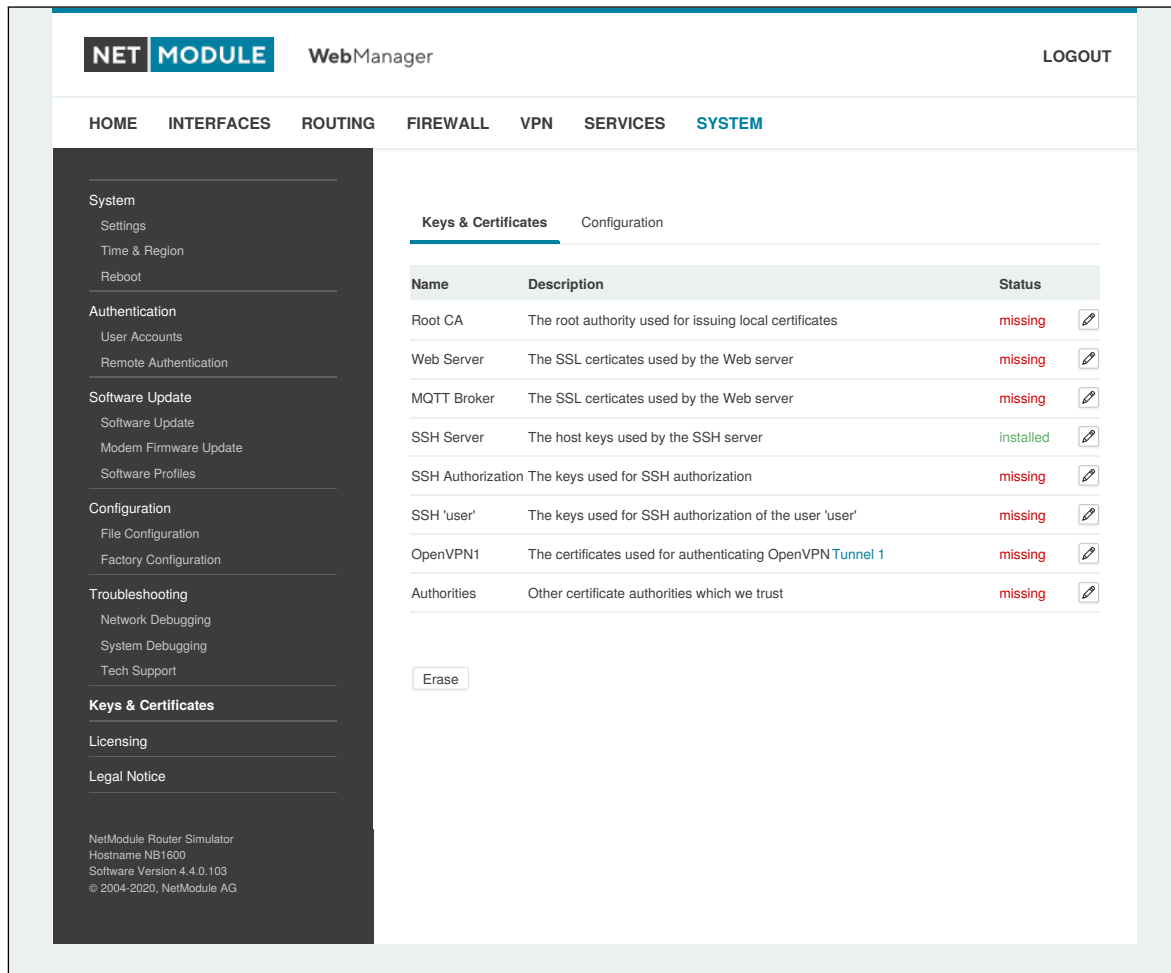 NET MODULE WebManager LOGOUT
HOME INTERFACES ROUTING FIREWALL VPN SERVICES SYSTEM
System
Settings
Time & Region
Reboot
Authentication
User Accounts
Remote Authentication
Software Update
Software Update
Modem Firmware Update
Software Profiles
Configuration
File Configuration
Factory Configuration
Troubleshooting
Network Debugging
System Debugging
Tech Support
Keys & Certificates
Licensing
Legal Notice
NetModule Router Simulator
Hostname NB1600
Software Version 4.4.0.103
© 2004-2020, NetModule AG
Keys & Certificates Configuration
Name Description Status
Root CA The root authority used for issuing local certificates missing
Web Server The SSL certicates used by the Web server missing
MQTT Broker The SSL certicates used by the Web server missing
SSH Server The host keys used by the SSH server installed
SSH Authorization The keys used for SSH authorization missing
SSH 'user' The keys used for SSH authorization of the user 'user' missing
OpenVPN1 The certificates used for authenticating OpenVPN Tunnel 1 missing
Authorities Other certificate authorities which we trust missing
Erase